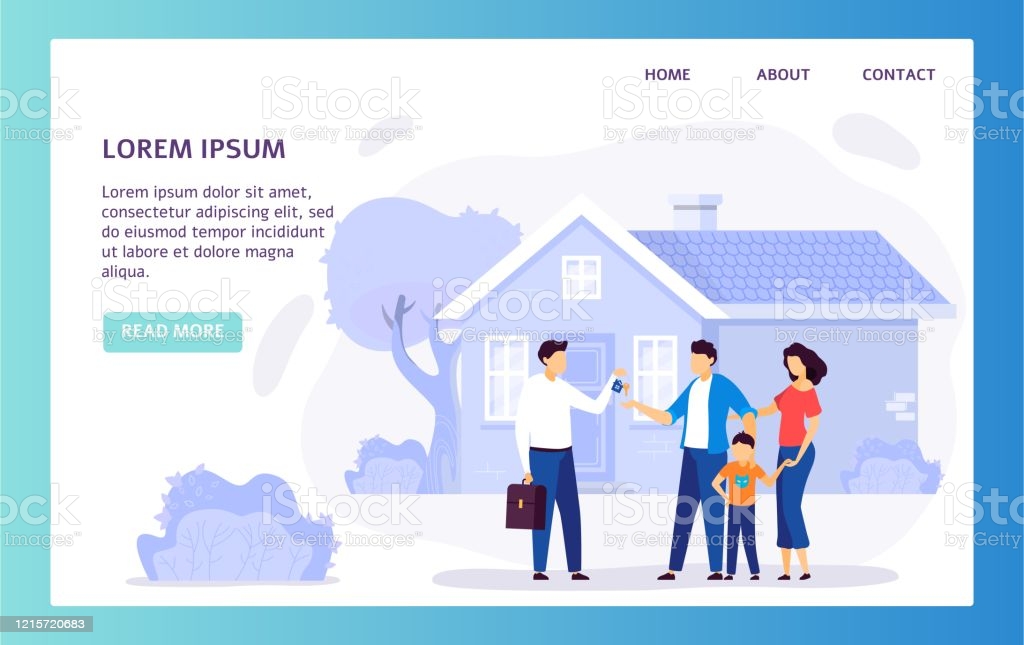 HOME ABOUT CONTACT
LOREM IPSUM
Lorem ipsum dolor sit amet,
consectetur adipiscing elit, sed
do eiusmod tempor incididunt
ut labore et dolore magna
aliqua.
READ MORE
iStock
by Getty Images™
1215720683